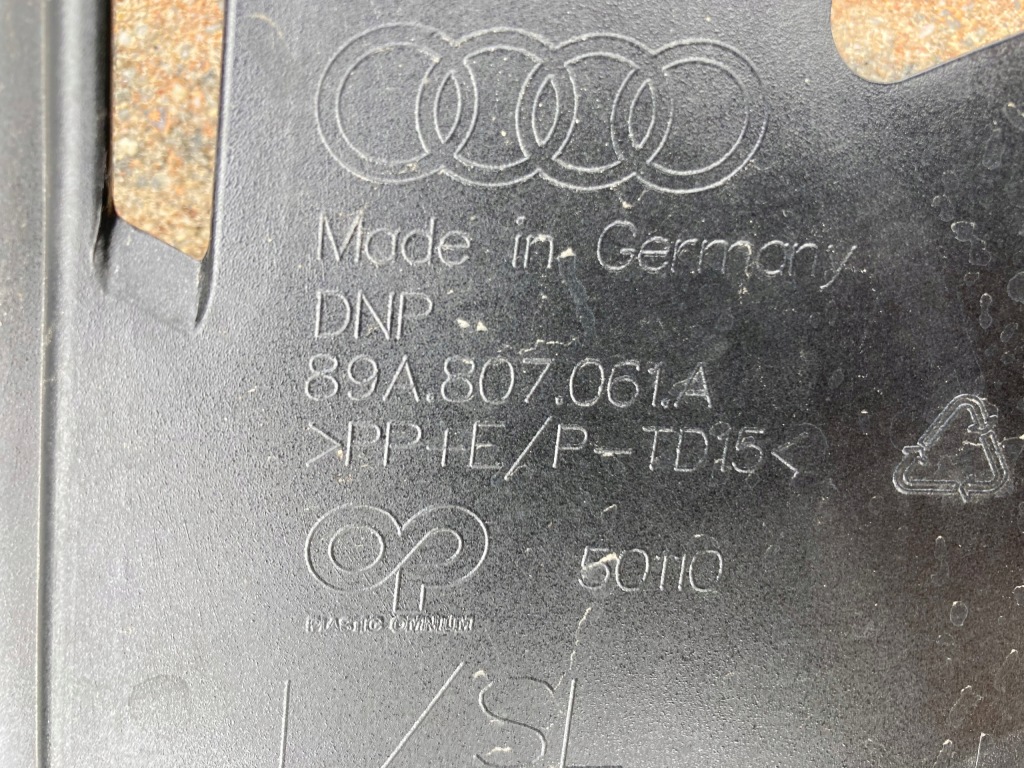 Made in Germany
DNP
89A.807.061.A
>PP+E/P-TD15<
50110
PLASTIC OMNIUM